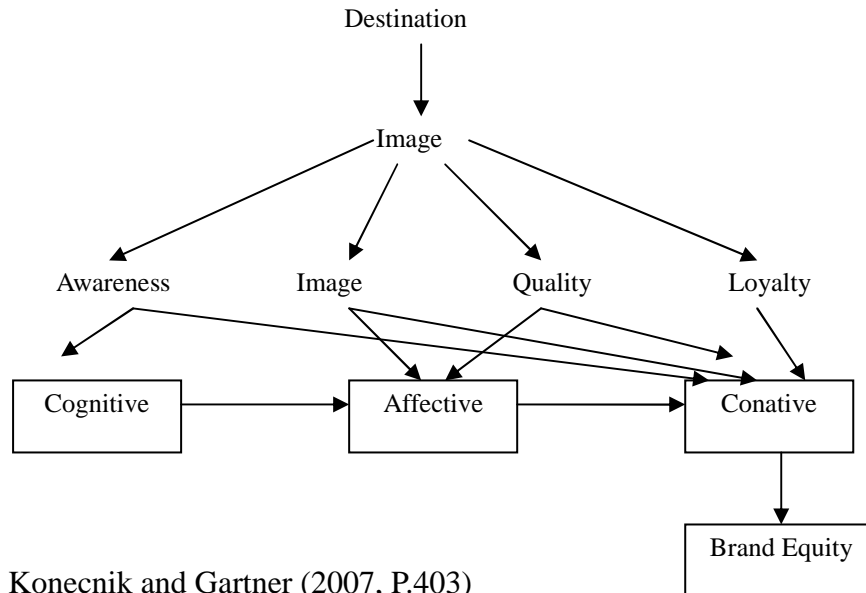 Destination
Image
Awareness Image Quality Loyalty
Cognitive Affective Conative
Brand Equity
Konecnik and Gartner (2007, P.403)